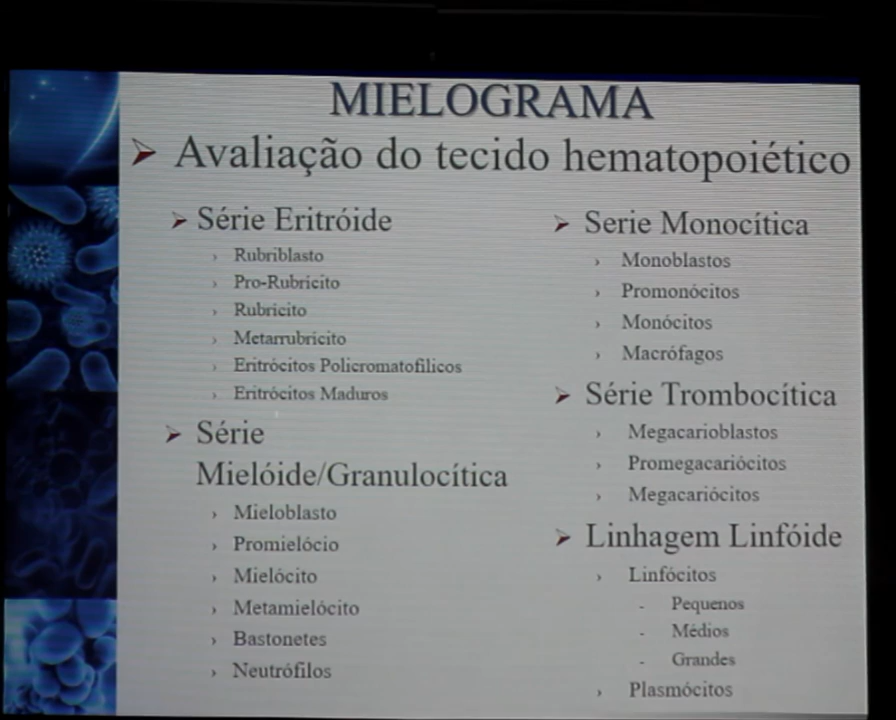 MIELOGRAMA
Avaliação do tecido hematopoiético
Série Eritróide
Rubriblasto
Pro-Rubricito
Rubricito
Metarrubricito
Eritrócitos Policromatofílicos
Eritrócitos Maduros
Série
Mielóide/Granulocítica
Mieloblasto
Promielócio
Mielócito
Metamielócito
Bastonetes
Neutrófilos
Serie Monocítica
Monoblastos
Promonócitos
Monócitos
Macrófagos
Série Trombocítica
Megacarioblastos
Promegacariócitos
Megacariócitos
Linhagem Linfóide
Linfócitos
- Pequenos
- Médios
- Grandes
Plasmócitos